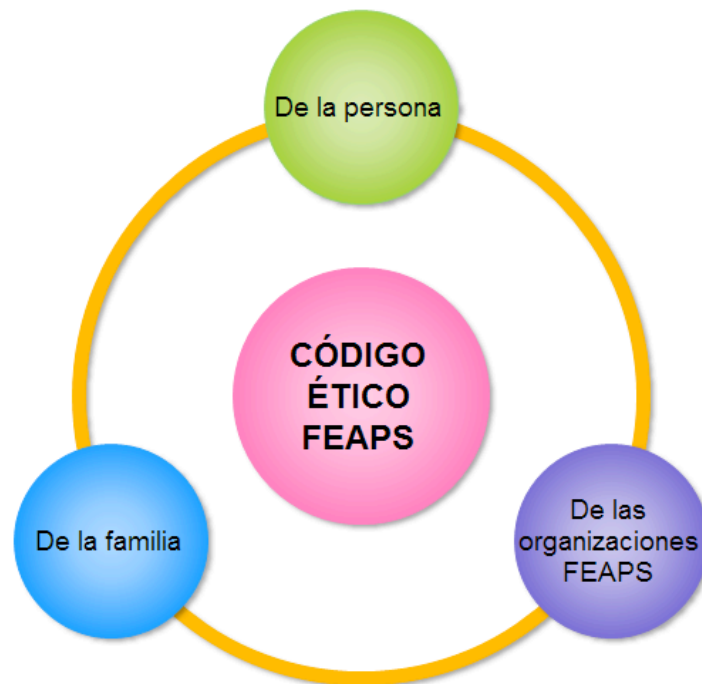 De la persona
CÓDIGO
ÉTICO
FEAPS
De la familia
De las
organizaciones
FEAPS